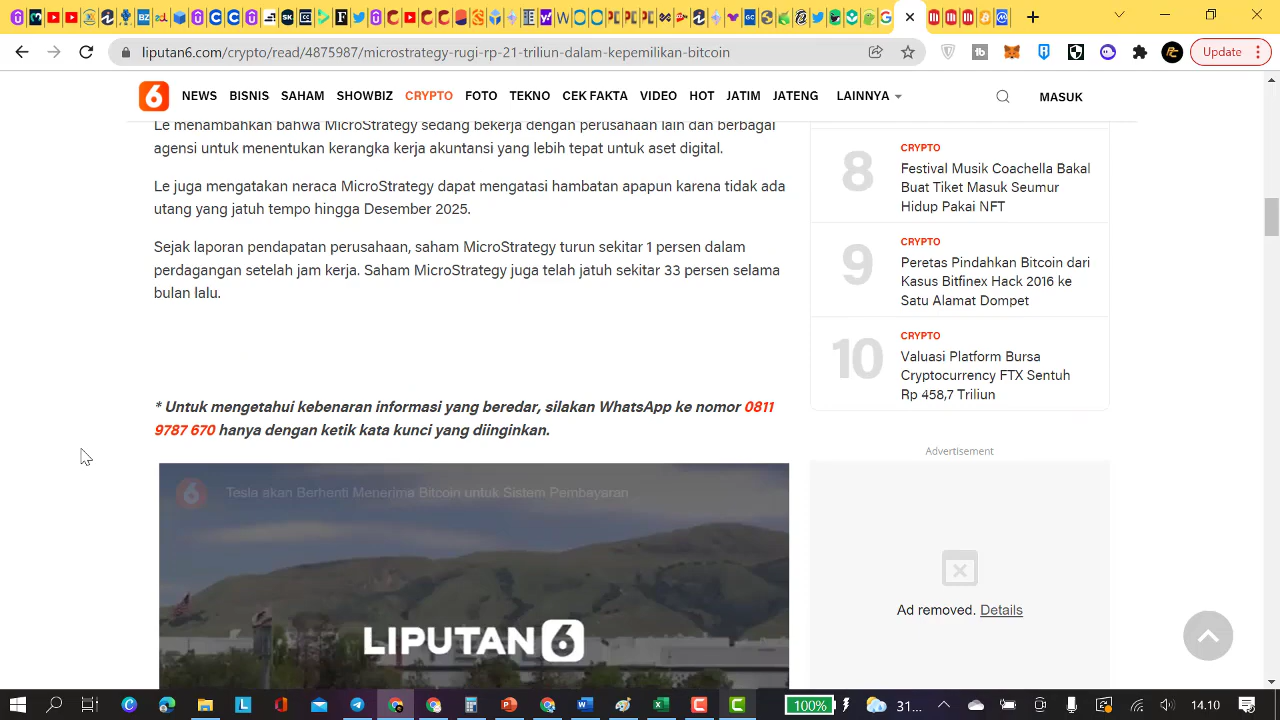 liputan6.com/crypto/read/4875987/microstrategy-rugi-rp-21-triliun-dalam-kepemilikan-bitcoin
Update
NEWS BISNIS SAHAM SHOWBIZ CRYPTO FOTO TEKNO CEK FAKTA VIDEO HOT JATIM JATENG LAINNYA MASUK
Le menambahkan bahwa MicroStrategy sedang bekerja dengan perusahaan lain dan berbagai
agensi untuk menentukan kerangka kerja akuntansi yang lebih tepat untuk aset digital.
Le juga mengatakan neraca MicroStrategy dapat mengatasi hambatan apapun karena tidak ada
utang yang jatuh tempo hingga Desember 2025.
Sejak laporan pendapatan perusahaan, saham MicroStrategy turun sekitar 1 persen dalam
perdagangan setelah jam kerja. Saham MicroStrategy juga telah jatuh sekitar 33 persen selama
bulan lalu.
* Untuk mengetahui kebenaran informasi yang beredar, silakan WhatsApp ke nomor 0811
9787 670 hanya dengan ketik kata kunci yang diinginkan.
Tesla akan Berhenti Menerima Bitcoin untuk Sistem Pembayaran
LIPUTAN 6
8
CRYPTO
Festival Musik Coachella Bakal
Buat Tiket Masuk Seumur
Hidup Pakai NFT
9
CRYPTO
Peretas Pindahkan Bitcoin dari
Kasus Bitfinex Hack 2016 ke
Satu Alamat Dompet
10
CRYPTO
Valuasi Platform Bursa
Cryptocurrency FTX Sentuh
Rp 458,7 Triliun
Advertisement
Ad removed. Details
100%
31...
14.10